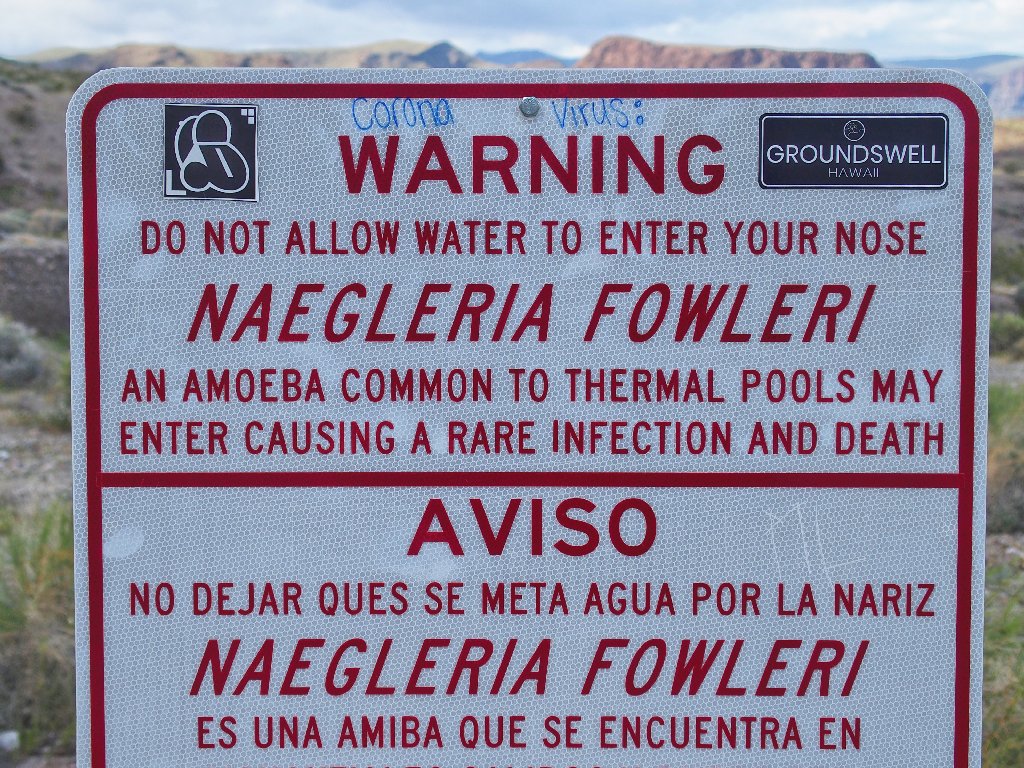 Corona Virus:
GROUNDSWELL
HAWAII
WARNING
DO NOT ALLOW WATER TO ENTER YOUR NOSE
NAEGLERIA FOWLERI
AN AMOEBA COMMON TO THERMAL POOLS MAY
ENTER CAUSING A RARE INFECTION AND DEATH
AVISO
NO DEJAR QUES SE META AGUA POR LA NARIZ
NAEGLERIA FOWLERI
ES UNA AMIBA QUE SE ENCUENTRA EN